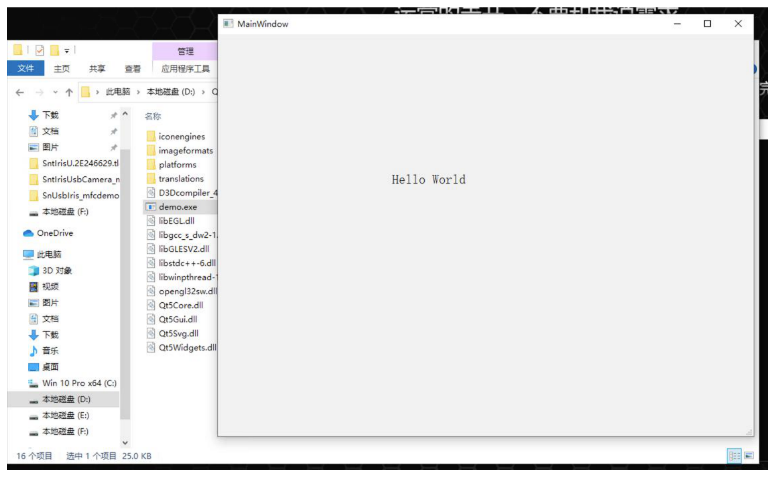 MainWindow
管理
文件 主页 共享 查看 应用程序工具
此电脑 › 本地磁盘 (D:) › Q
下载
文档
图片
SntIrisU.2E246629.tl
SntIrisUsbCamera_n
SnUsbIris_mfcdemo
本地磁盘 (F:)
OneDrive
此电脑
3D 对象
视频
图片
文档
下载
音乐
桌面
Win 10 Pro x64 (C:)
本地磁盘 (D:)
本地磁盘 (E:)
本地磁盘 (F:)
名称
iconengines
imageformats
platforms
translations
D3Dcompiler_4
demo.exe
libEGL.dll
libgcc_s_dw2-1.
libGLESV2.dll
libstdc++-6.dll
libwinpthread-1
opengl32sw.dll
Qt5Core.dll
Qt5Gui.dll
Qt5Svg.dll
Qt5Widgets.dll
Hello World
16 个项目 选中 1 个项目 25.0 KB